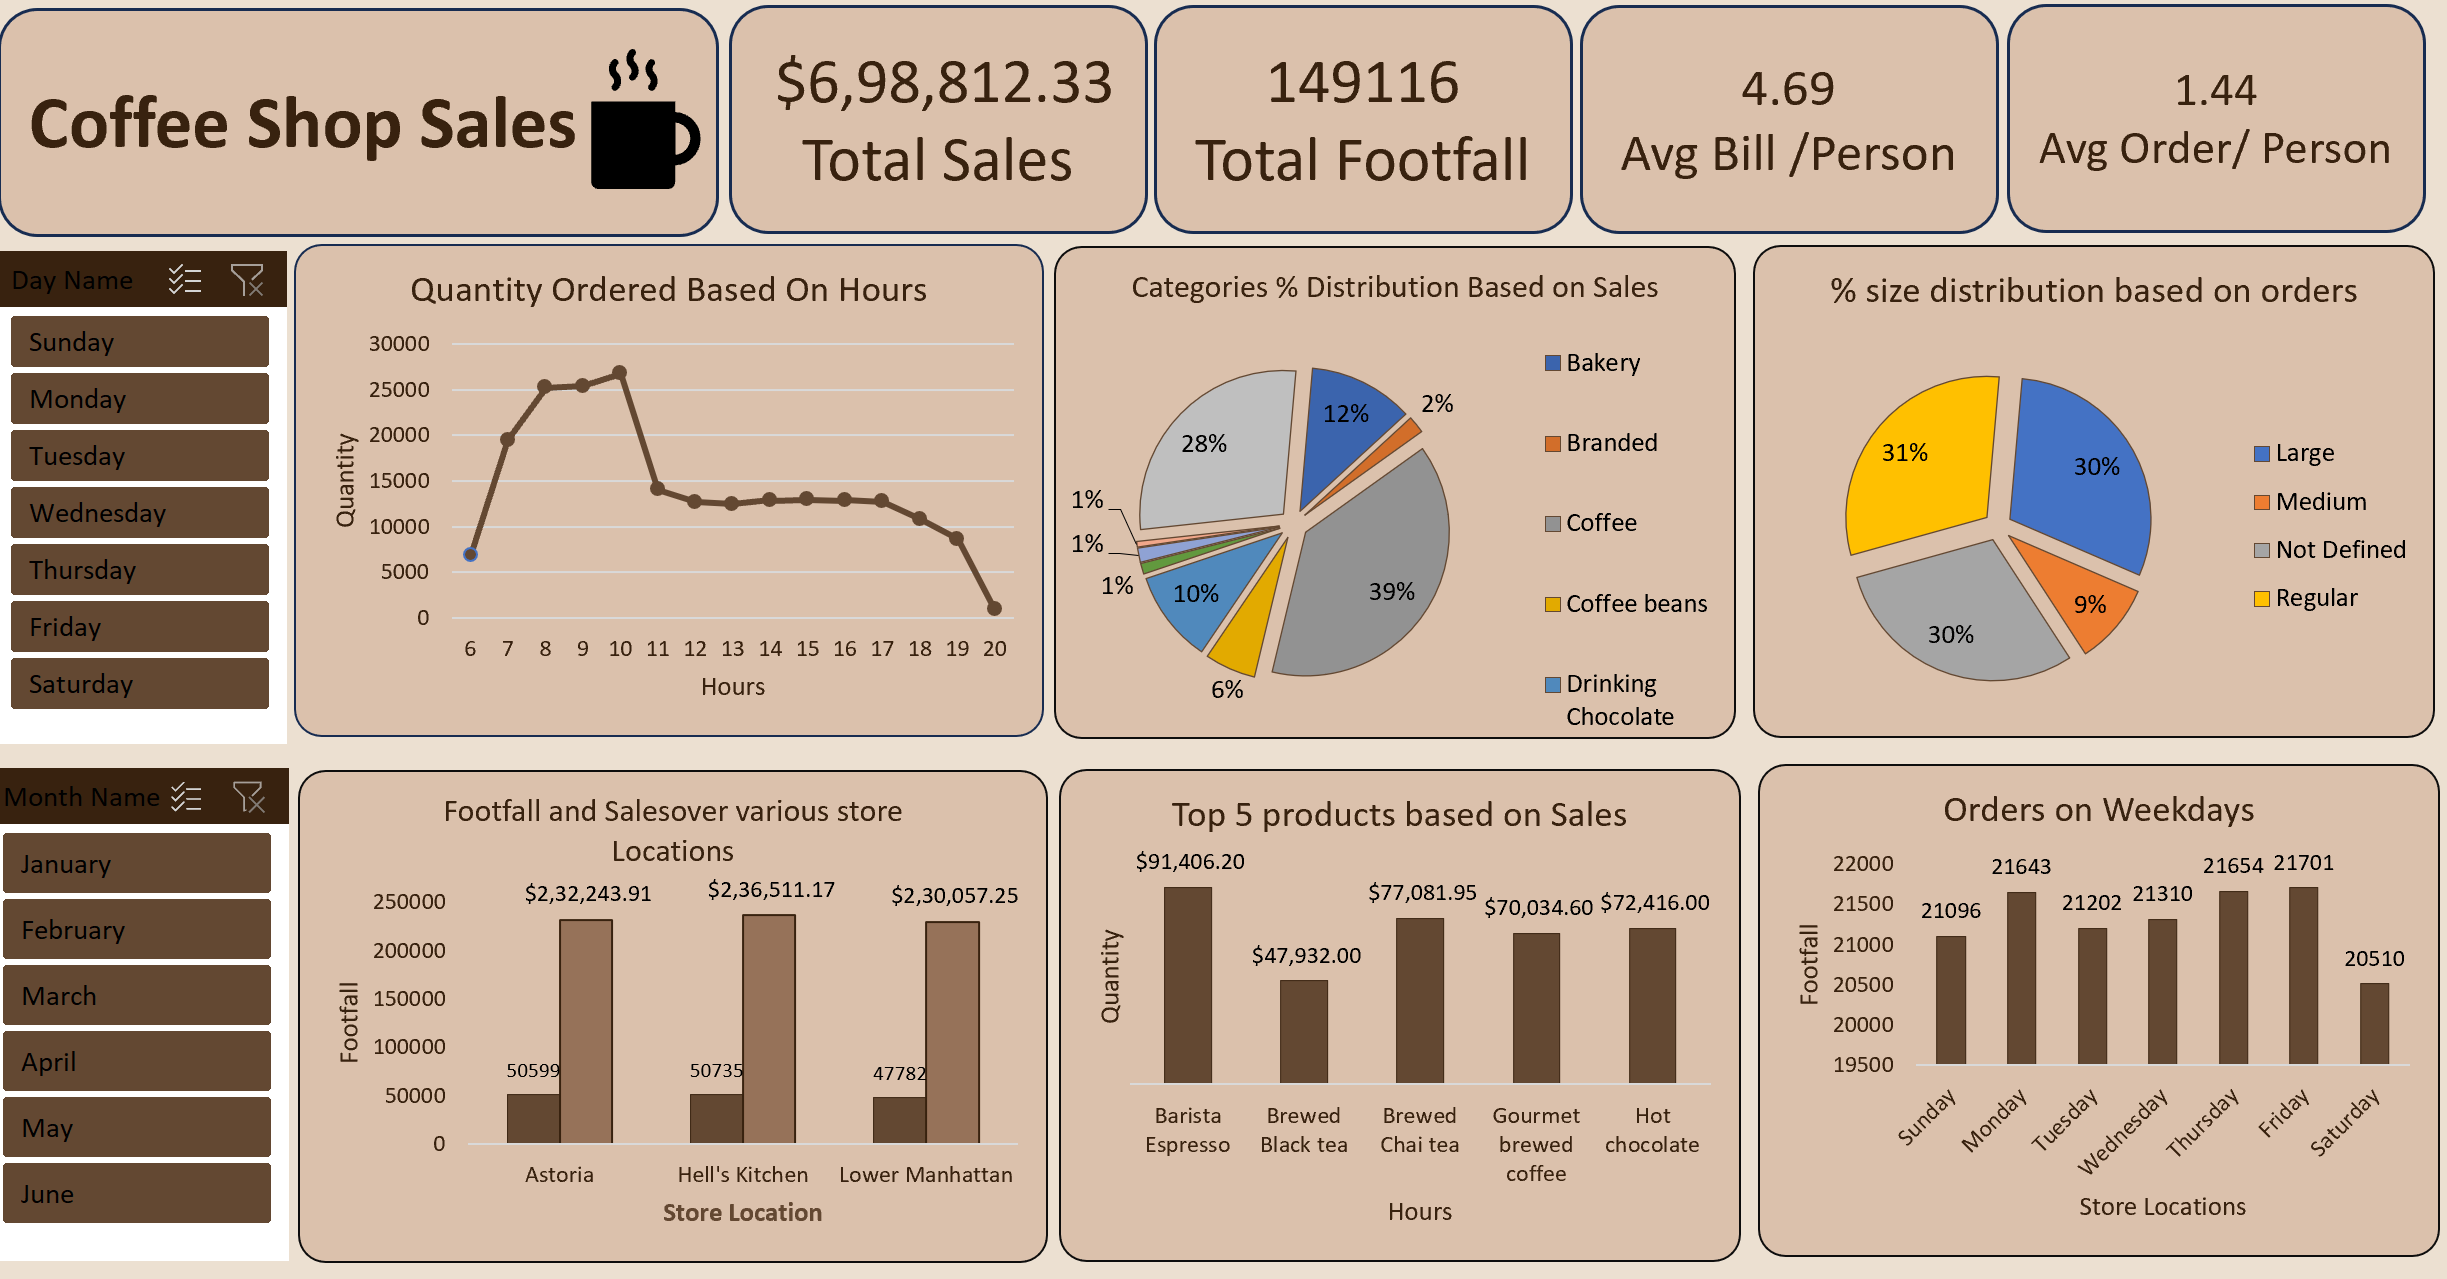 Coffee Shop Sales
$6,98,812.33
Total Sales
149116
Total Footfall
4.69
Avg Bill /Person
1.44
Avg Order/ Person
Day Name
Sunday
Monday
Tuesday
Wednesday
Thursday
Friday
Saturday
Quantity Ordered Based On Hours
Quantity
30000
25000
20000
15000
10000
5000
0
6 7 8 9 10 11 12 13 14 15 16 17 18 19 20
Hours
Categories % Distribution Based on Sales
12%
2%
39%
6%
10%
1%
1%
1%
28%
Bakery
Branded
Coffee
Coffee beans
Drinking
Chocolate
% size distribution based on orders
30%
9%
30%
31%
Large
Medium
Not Defined
Regular
Month Name
January
February
March
April
May
June
Footfall and Salesover various store
Locations
Footfall
250000
200000
150000
100000
50000
0
$2,32,243.91
$2,36,511.17
$2,30,057.25
50599
50735
47782
Astoria
Hell's Kitchen
Lower Manhattan
Store Location
Top 5 products based on Sales
Quantity
$91,406.20
$47,932.00
$77,081.95
$70,034.60
$72,416.00
Barista
Espresso
Brewed
Black tea
Brewed
Chai tea
Gourmet
brewed
coffee
Hot
chocolate
Hours
Orders on Weekdays
Footfall
22000
21500
21000
20500
20000
19500
21096
21643
21202
21310
21654
21701
20510
Sunday
Monday
Tuesday
Wednesday
Thursday
Friday
Saturday
Store Locations